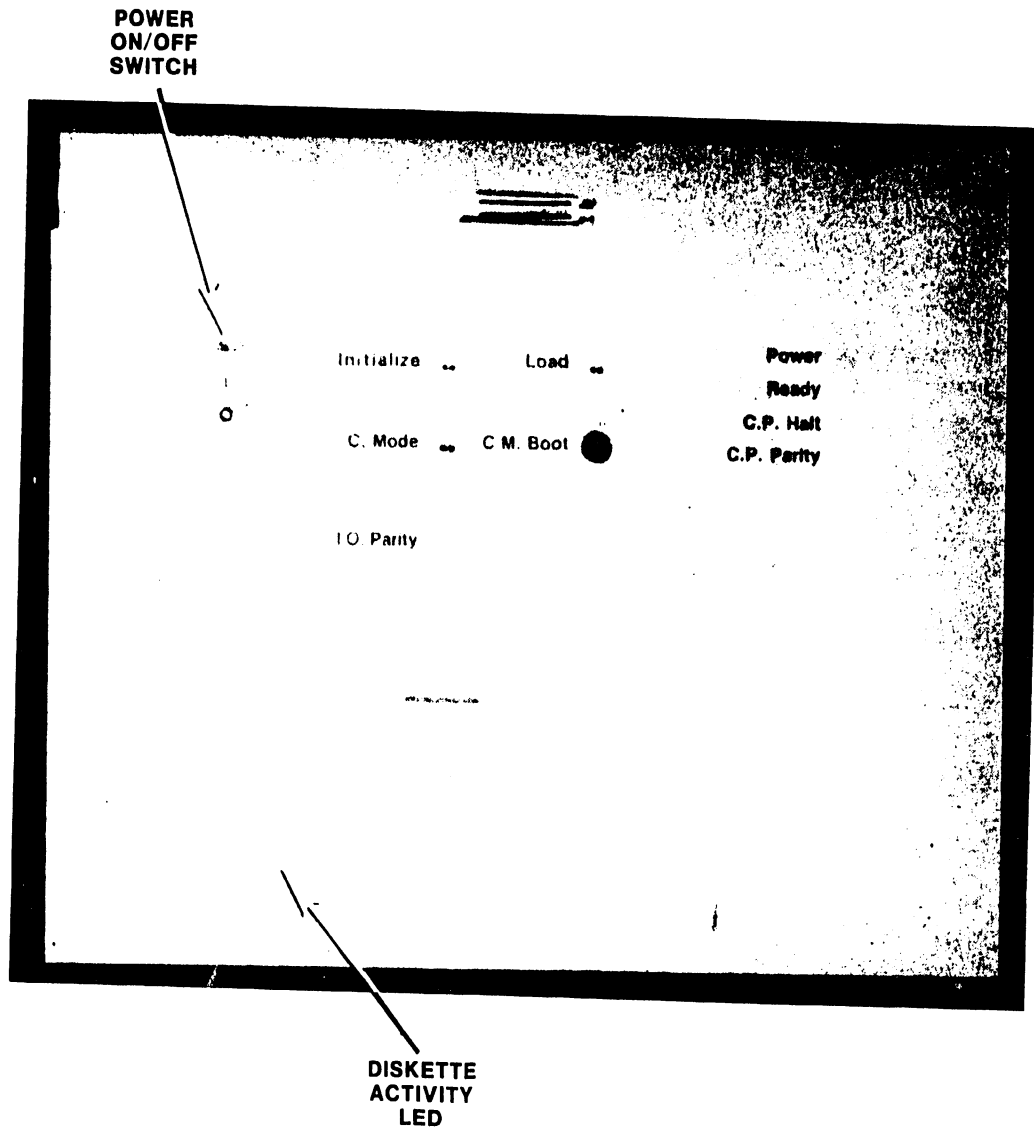 POWER
ON/OFF
SWITCH
Initialize
Load
Power
Ready
C.P. Halt
C.P. Parity
C. Mode
C M. Boot
I O. Parity
DISKETTE
ACTIVITY
LED